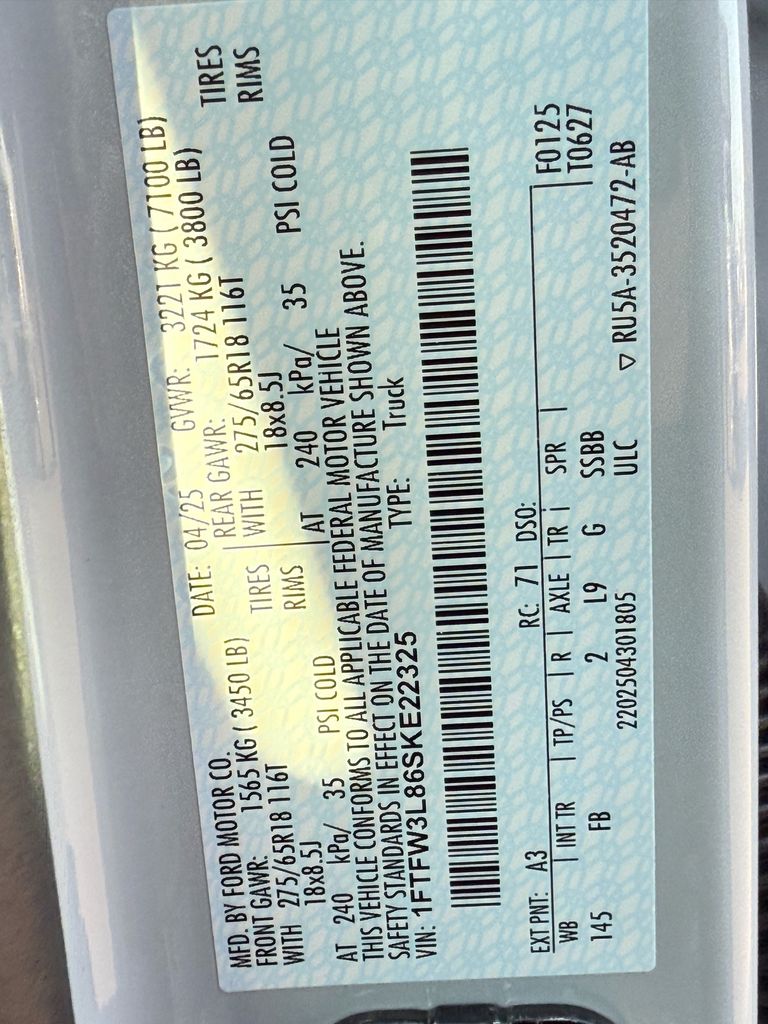 MFD. BY FORD MOTOR CO.
DATE: 04/25 GVWR: 3221 KG ( 7100 LB)
FRONT GAWR: 1565 KG ( 3450 LB) REAR GAWR: 1724 KG ( 3800 LB)
WITH 275/65R18 116T TIRES WITH 275/65R18 116T TIRES
18x8.5J RIMS 18x8.5J RIMS
AT 240 kPa/ 35 PSI COLD AT 240 kPa/ 35 PSI COLD
THIS VEHICLE CONFORMS TO ALL APPLICABLE FEDERAL MOTOR VEHICLE
SAFETY STANDARDS IN EFFECT ON THE DATE OF MANUFACTURE SHOWN ABOVE.
VIN: 1FTFW3L86SKE22325 TYPE: Truck
EXT PNT: A3 RC: 71 DSO: F0125
WB INT TR TP/PS R AXLE TR SPR T0627
145 FB 2 L9 G SSBB
2202504301805 ULC ▽ RU5A-3520472-AB